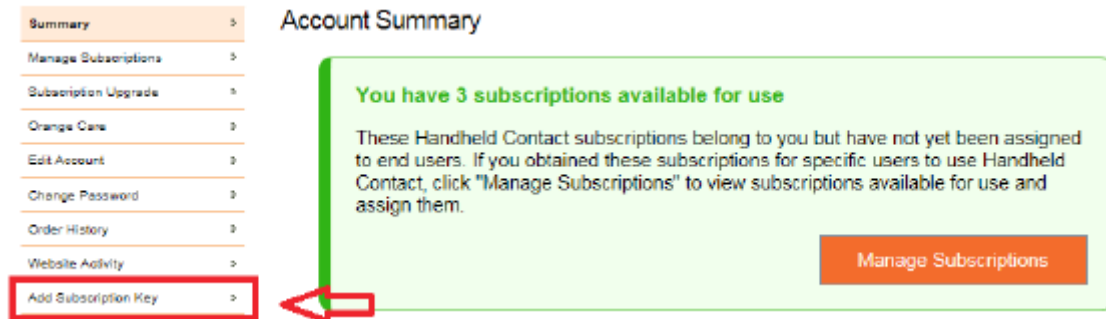 Summary
Manage Subscriptions
Subscription Upgrade
Orange Care
Edit Account
Change Password
Order History
Website Activity
Add Subscription Key
Account Summary
You have 3 subscriptions available for use
These Handheld Contact subscriptions belong to you but have not yet been assigned
to end users. If you obtained these subscriptions for specific users to use Handheld
Contact, click "Manage Subscriptions" to view subscriptions available for use and
assign them.
Manage Subscriptions